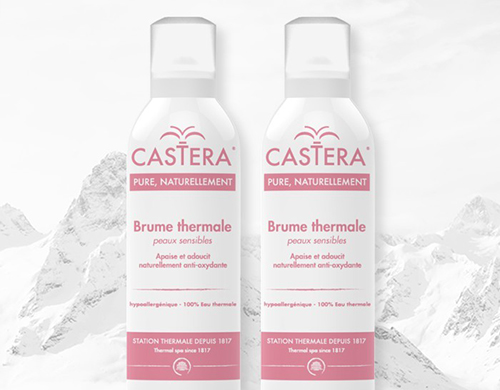 CASTERA®
PURE, NATURELLEMENT
Brume thermale
peaux sensibles
Apaise et adoucit
naturellement anti-oxydante
hypoallergénique - 100% Eau thermale
STATION THERMALE DEPUIS 1817
Thermal spa since 1817
CASTERA®
PURE, NATURELLEMENT
Brume thermale
peaux sensibles
Apaise et adoucit
naturellement anti-oxydante
hypoallergénique - 100% Eau thermale
STATION THERMALE DEPUIS 1817
Thermal spa since 1817